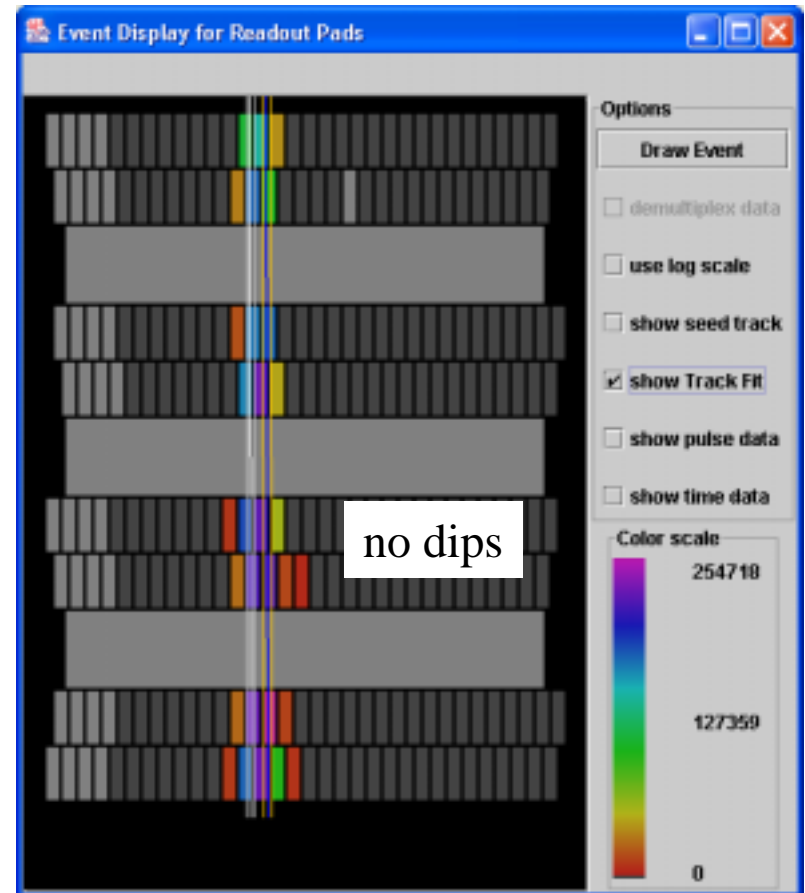 Event Display for Readout Pads
Options
Draw Event
demultiplex data
use log scale
show seed track
show Track Fit
show pulse data
show time data
no dips
Color scale
254718
127359
0